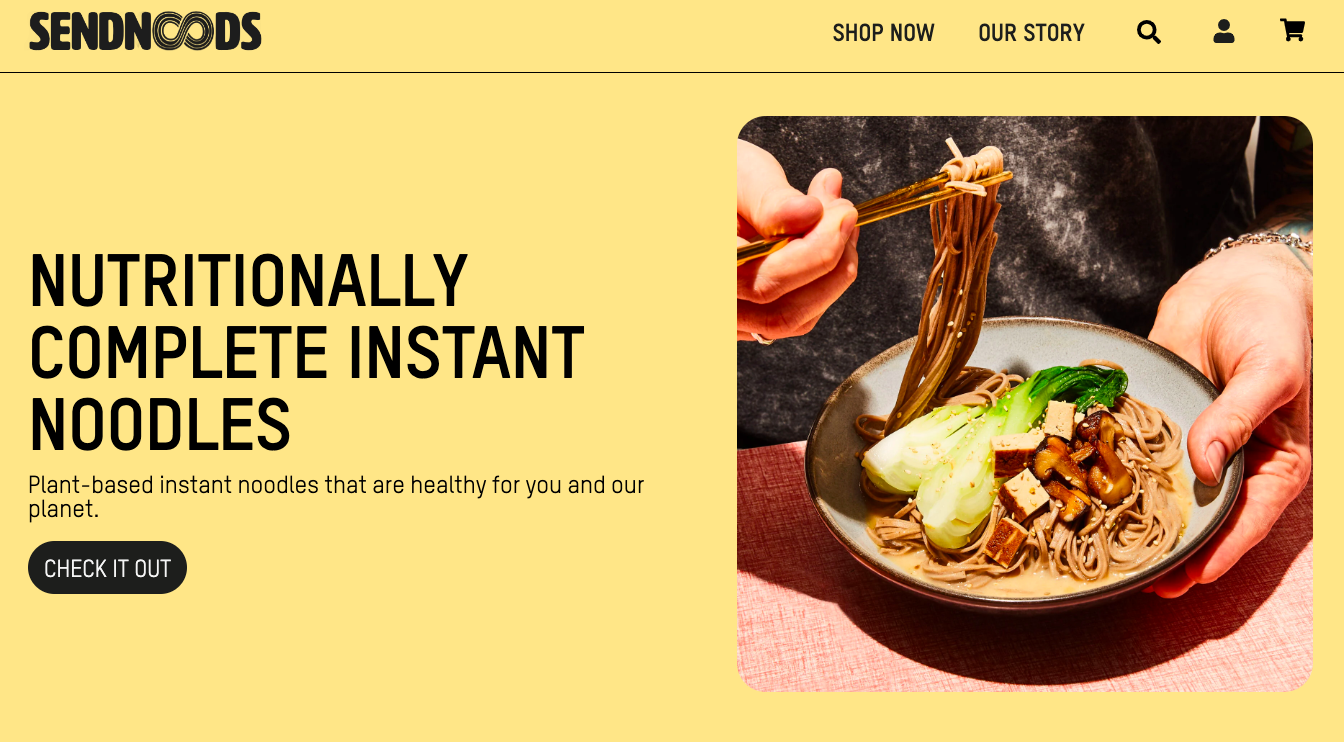 SENDNOODS
SHOP NOW
OUR STORY
NUTRITIONALLY
COMPLETE INSTANT
NOODLES
Plant-based instant noodles that are healthy for you and our
planet.
CHECK IT OUT